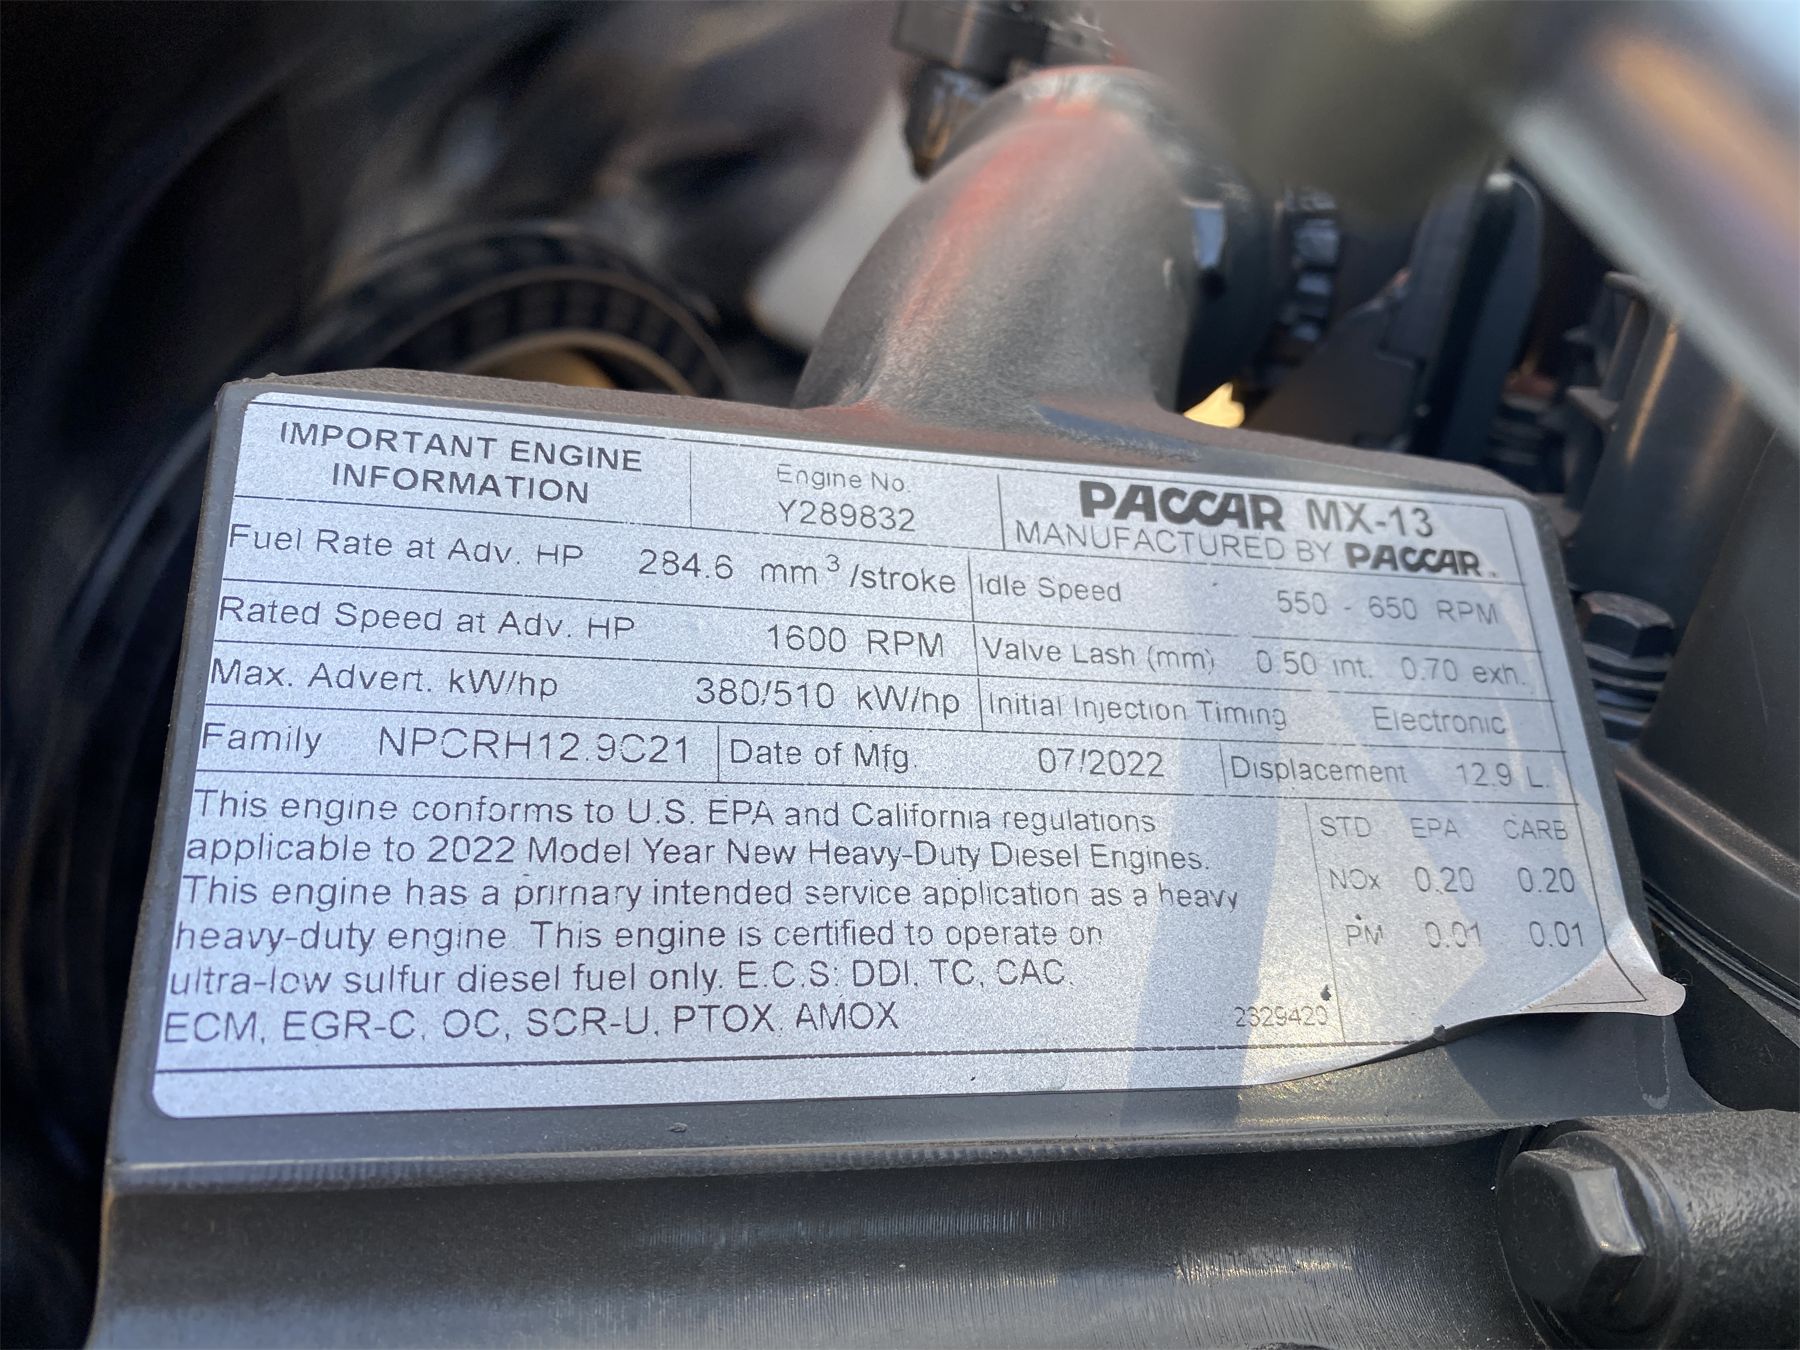 IMPORTANT ENGINE
INFORMATION
Engine No.
Y289832
PACCAR MX-13
MANUFACTURED BY PACCAR
Fuel Rate at Adv. HP 284.6 mm³/stroke
Idle Speed 550 - 650 RPM
Rated Speed at Adv. HP 1600 RPM
Valve Lash (mm) 0.50 int. 0.70 exh.
Max. Advert. kW/hp 380/510 kW/hp
Initial Injection Timing Electronic
Family NPCRH12.9C21
Date of Mfg. 07/2022
Displacement 12.9 L.
This engine conforms to U.S. EPA and California regulations
applicable to 2022 Model Year New Heavy-Duty Diesel Engines.
This engine has a primary intended service application as a heavy
heavy-duty engine. This engine is certified to operate on
ultra-low sulfur diesel fuel only. E.C.S: DDI, TC, CAC,
ECM, EGR-C, OC, SCR-U, PTOX, AMOX
STD EPA CARB
NOx 0.20 0.20
PM 0.01 0.01
2329420